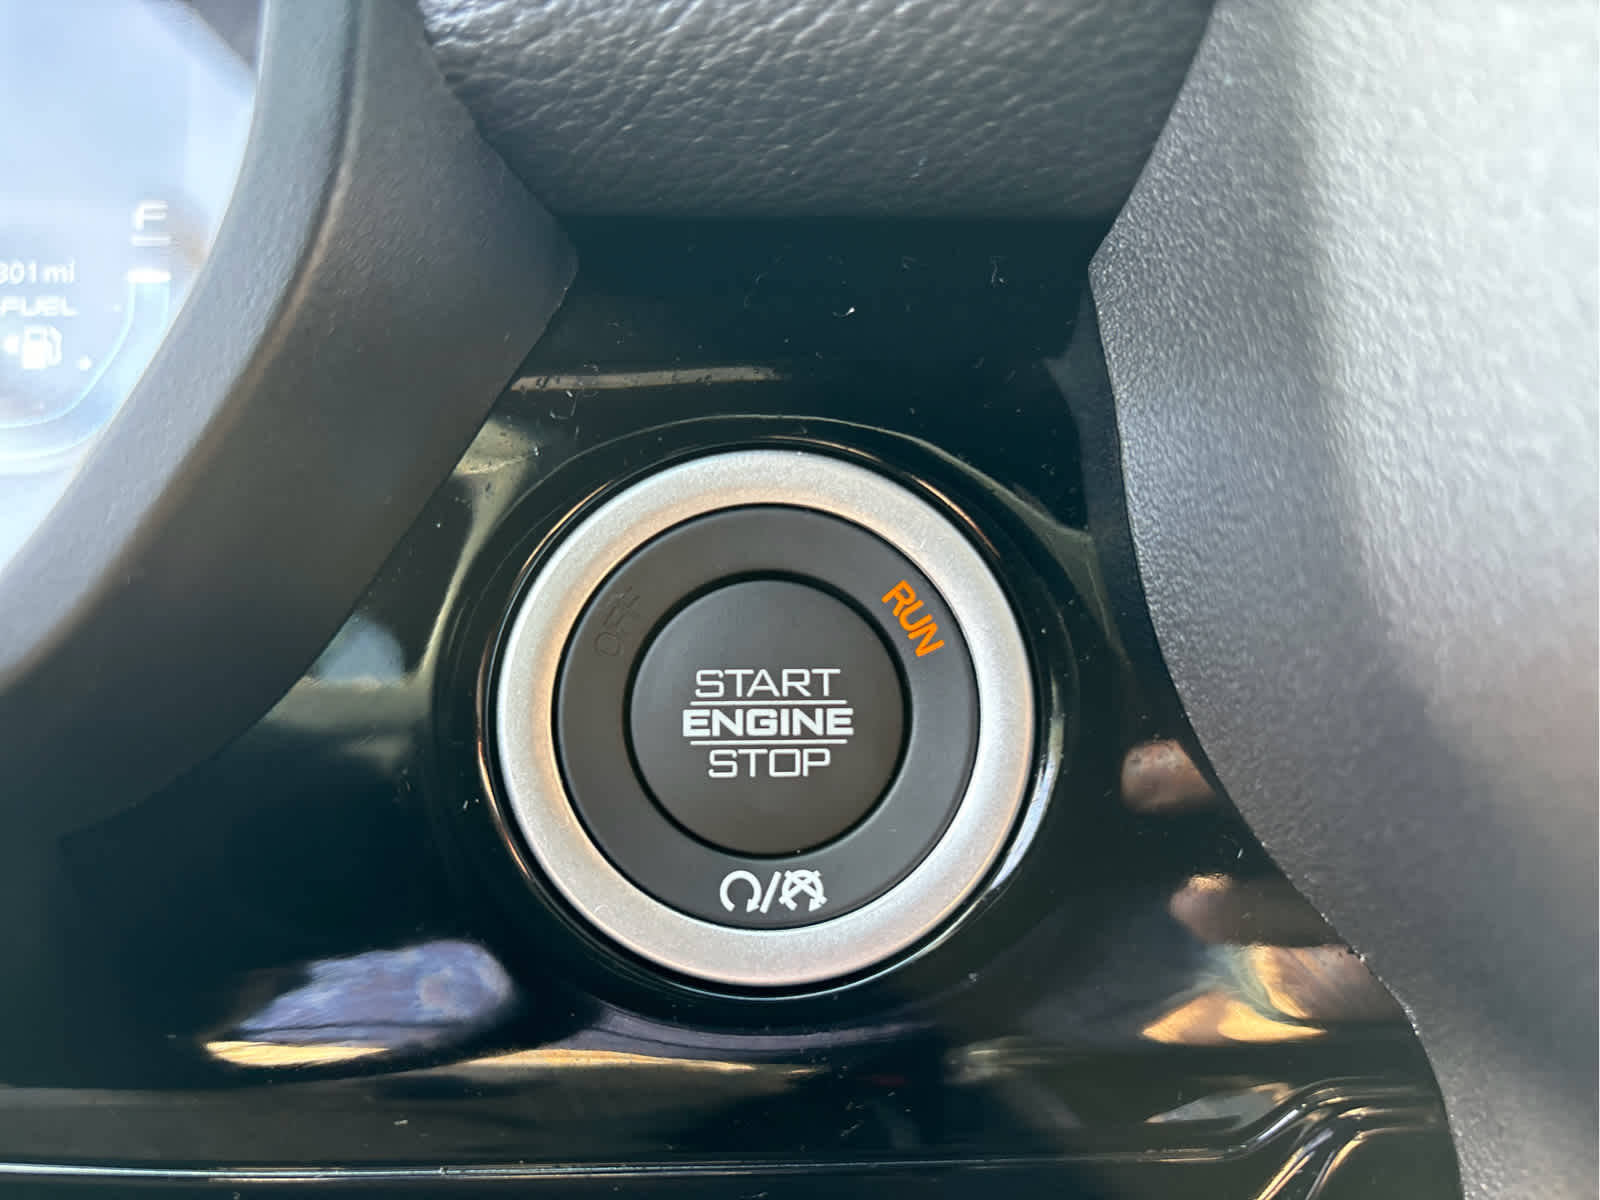 F
301 mi
FUEL
OFF
RUN
START
ENGINE
STOP